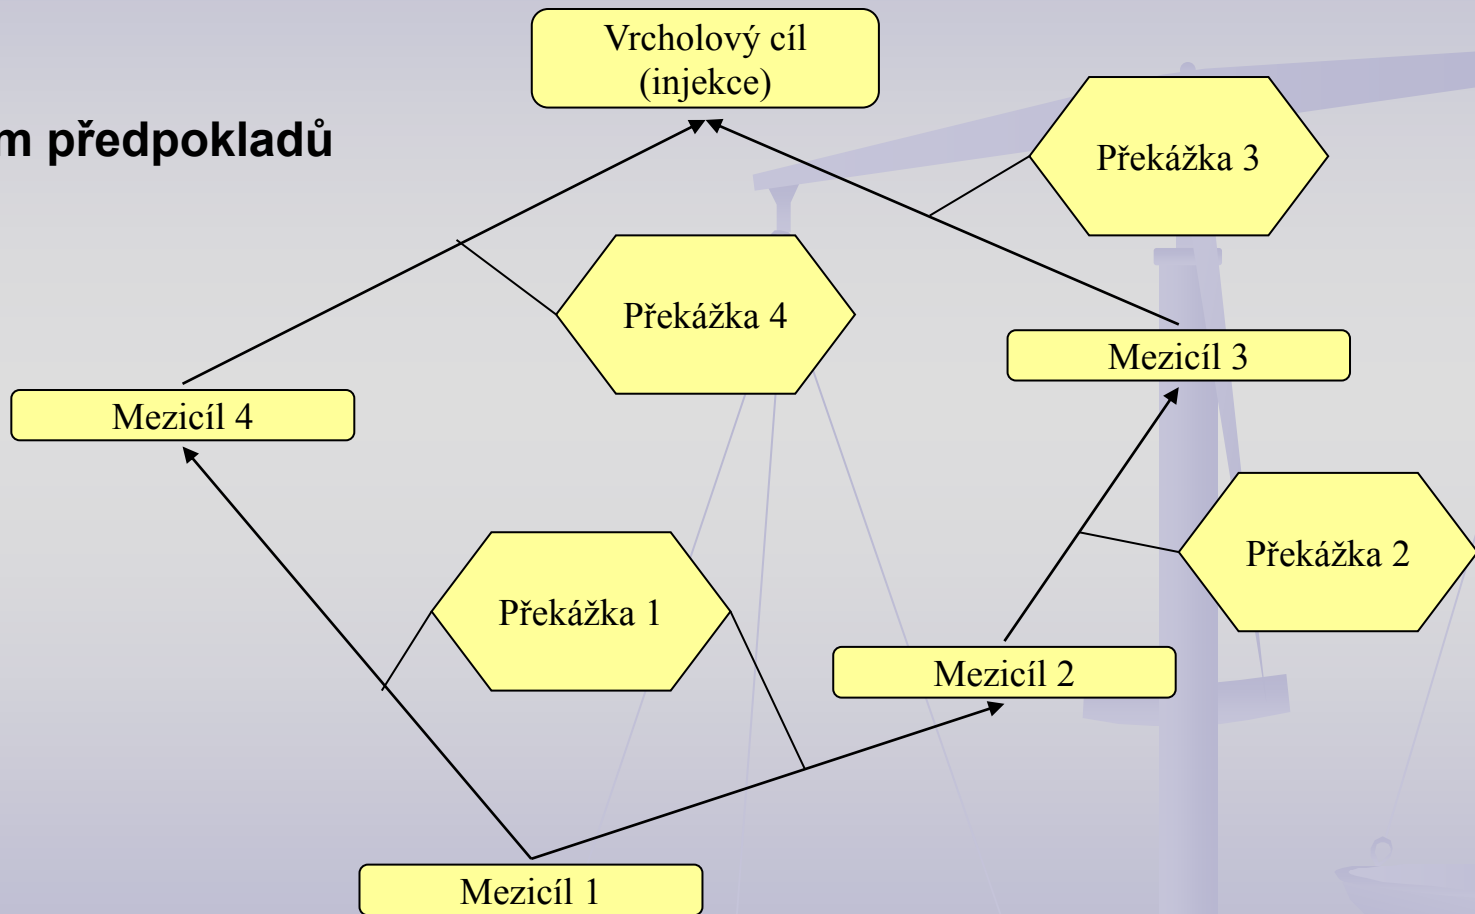 Vrcholový cíl
(injekce)
m předpokladů
Překážka 3
Překážka 4
Mezicíl 3
Mezicíl 4
Překážka 2
Překážka 1
Mezicíl 2
Mezicíl 1